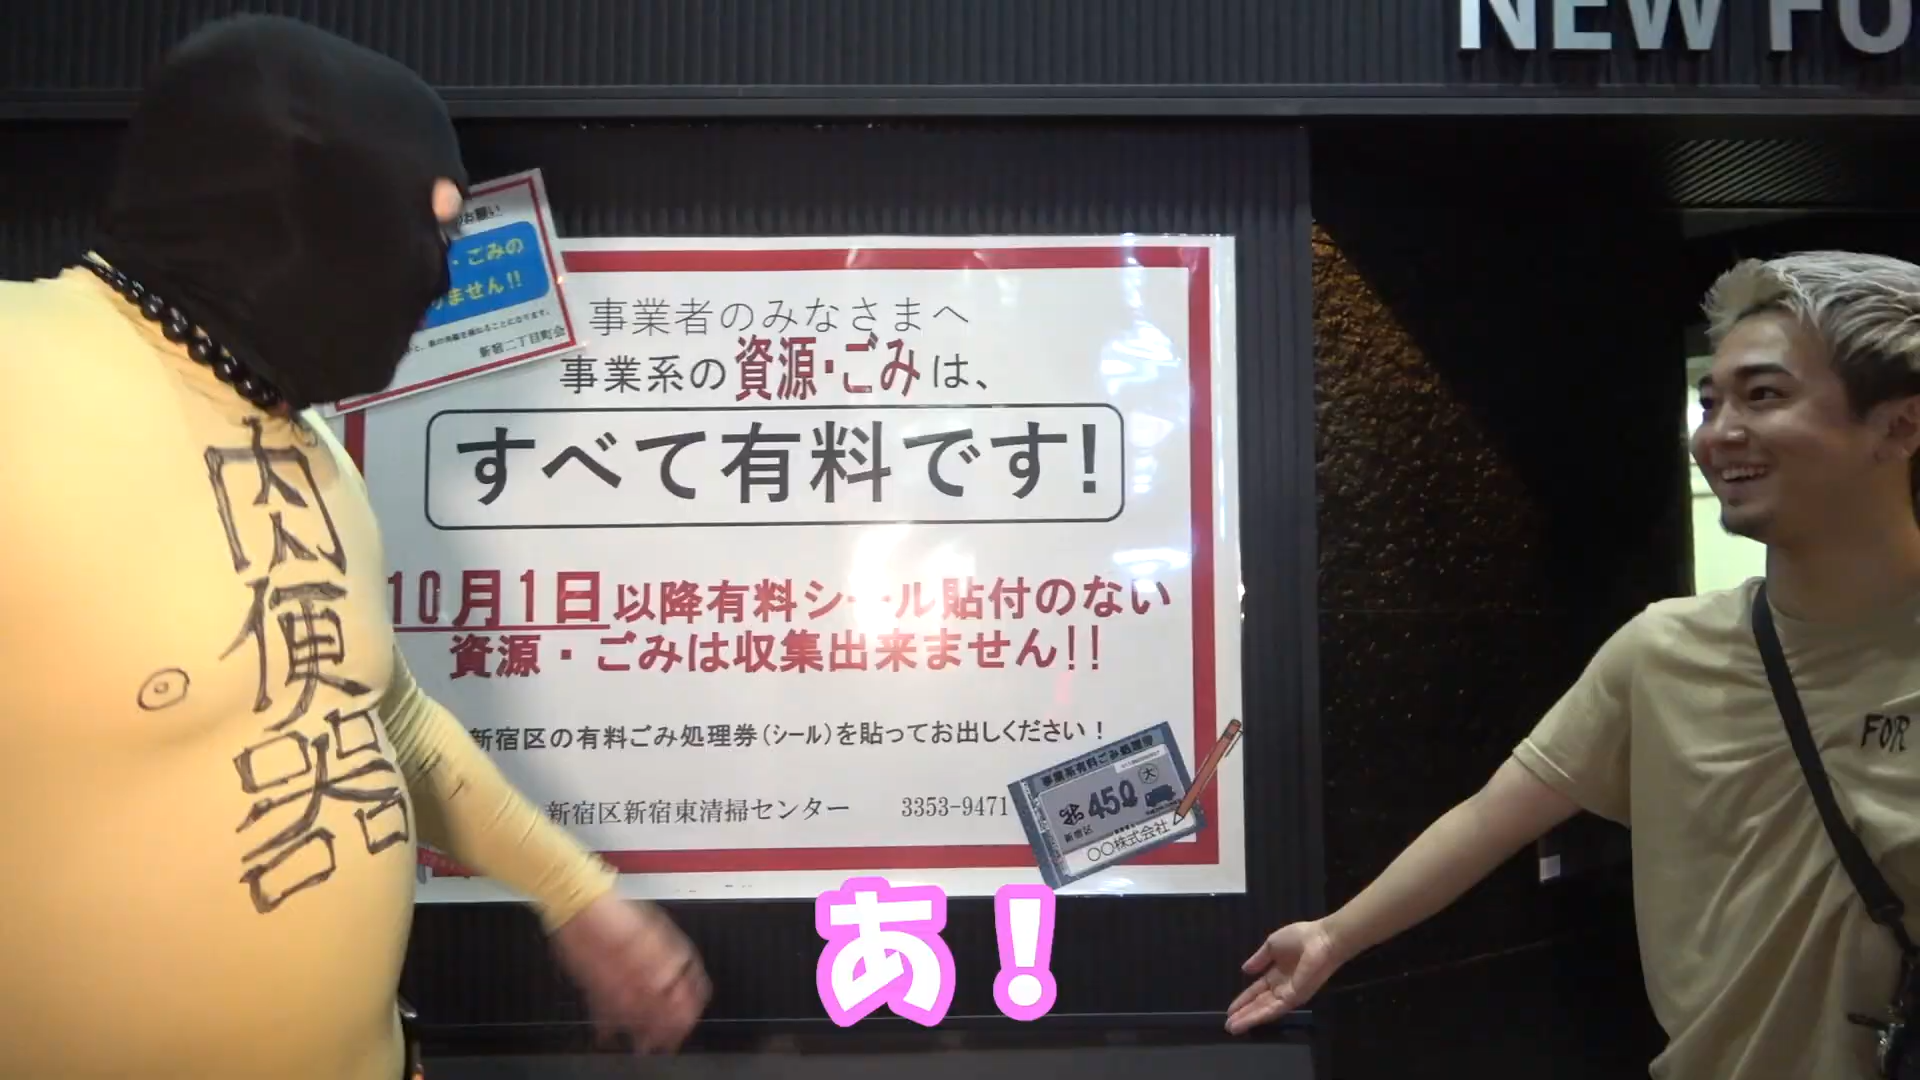 NEW FO
のお願い
・ごみの
ません!!
新宿二丁目町会
事業者のみなさまへ
事業系の資源・ごみは、
すべて有料です!
10月1日以降有料シール貼付のない
資源・ごみは収集出来ません!!
新宿区の有料ごみ処理券(シール)を貼ってお出しください!
新宿区新宿東清掃センター 3353-9471
事業系有料ごみ処理券
大
45ℓ
新宿区
〇〇株式会社
肉便器
FOR
あ!